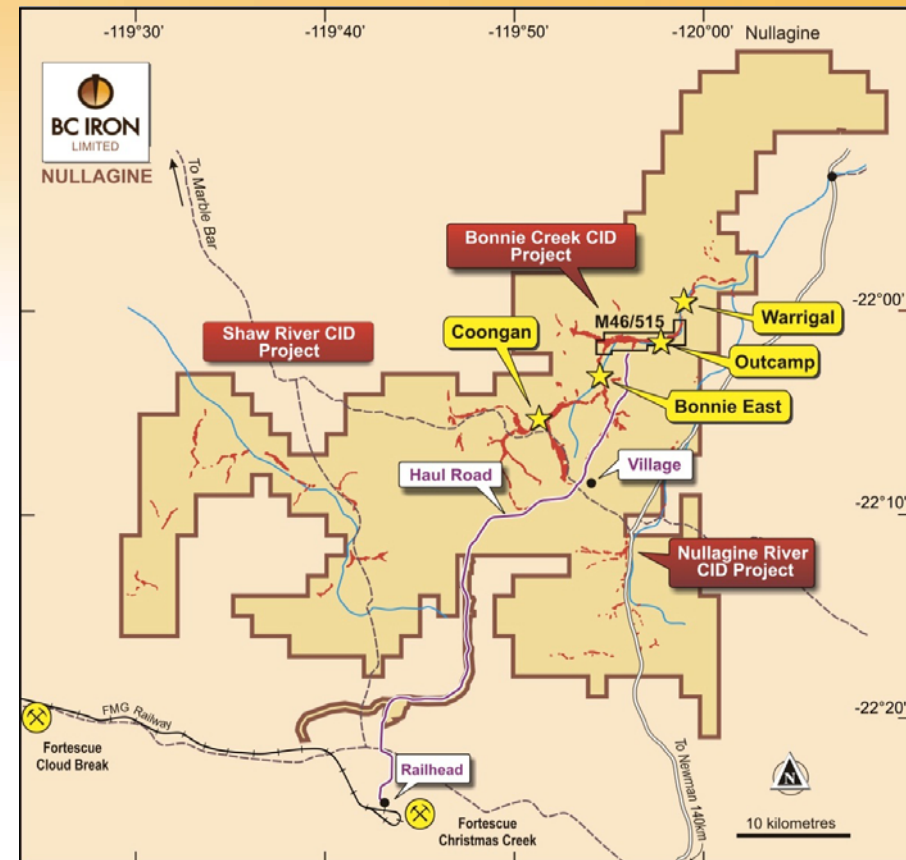 -119°30'
-119°40'
-119°50'
-120°00'
Nullagine
BC IRON
LIMITED
NULLAGINE
To Marble Bar
Bonnie Creek CID
Project
-22°00'
Warrigal
M46/515
Shaw River CID
Project
Coongan
Outcamp
Bonnie East
Haul Road
Village
-22°10'
Nullagine River
CID Project
-22°20'
FMG Railway
Fortescue
Cloud Break
Railhead
To Newman 140km
N
Fortescue
Christmas Creek
10 kilometres